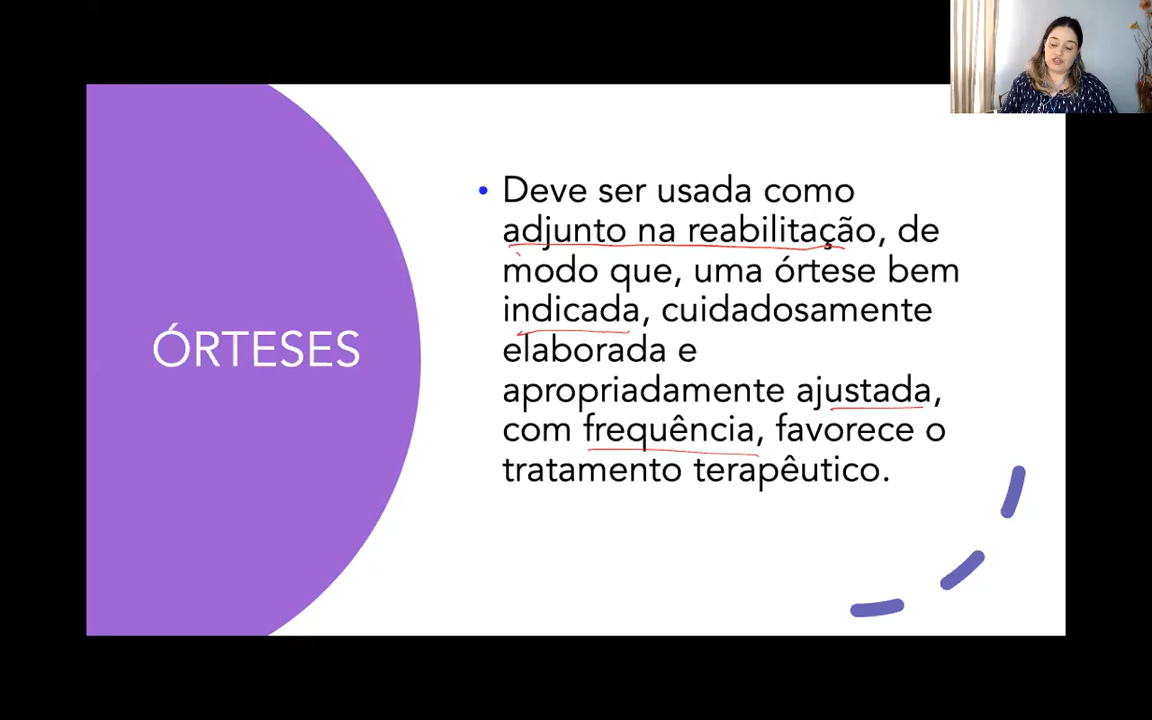 ÓRTESES
• Deve ser usada como
adjunto na reabilitação, de
modo que, uma órtese bem
indicada, cuidadosamente
elaborada e
apropriadamente ajustada,
com frequência, favorece o
tratamento terapêutico.